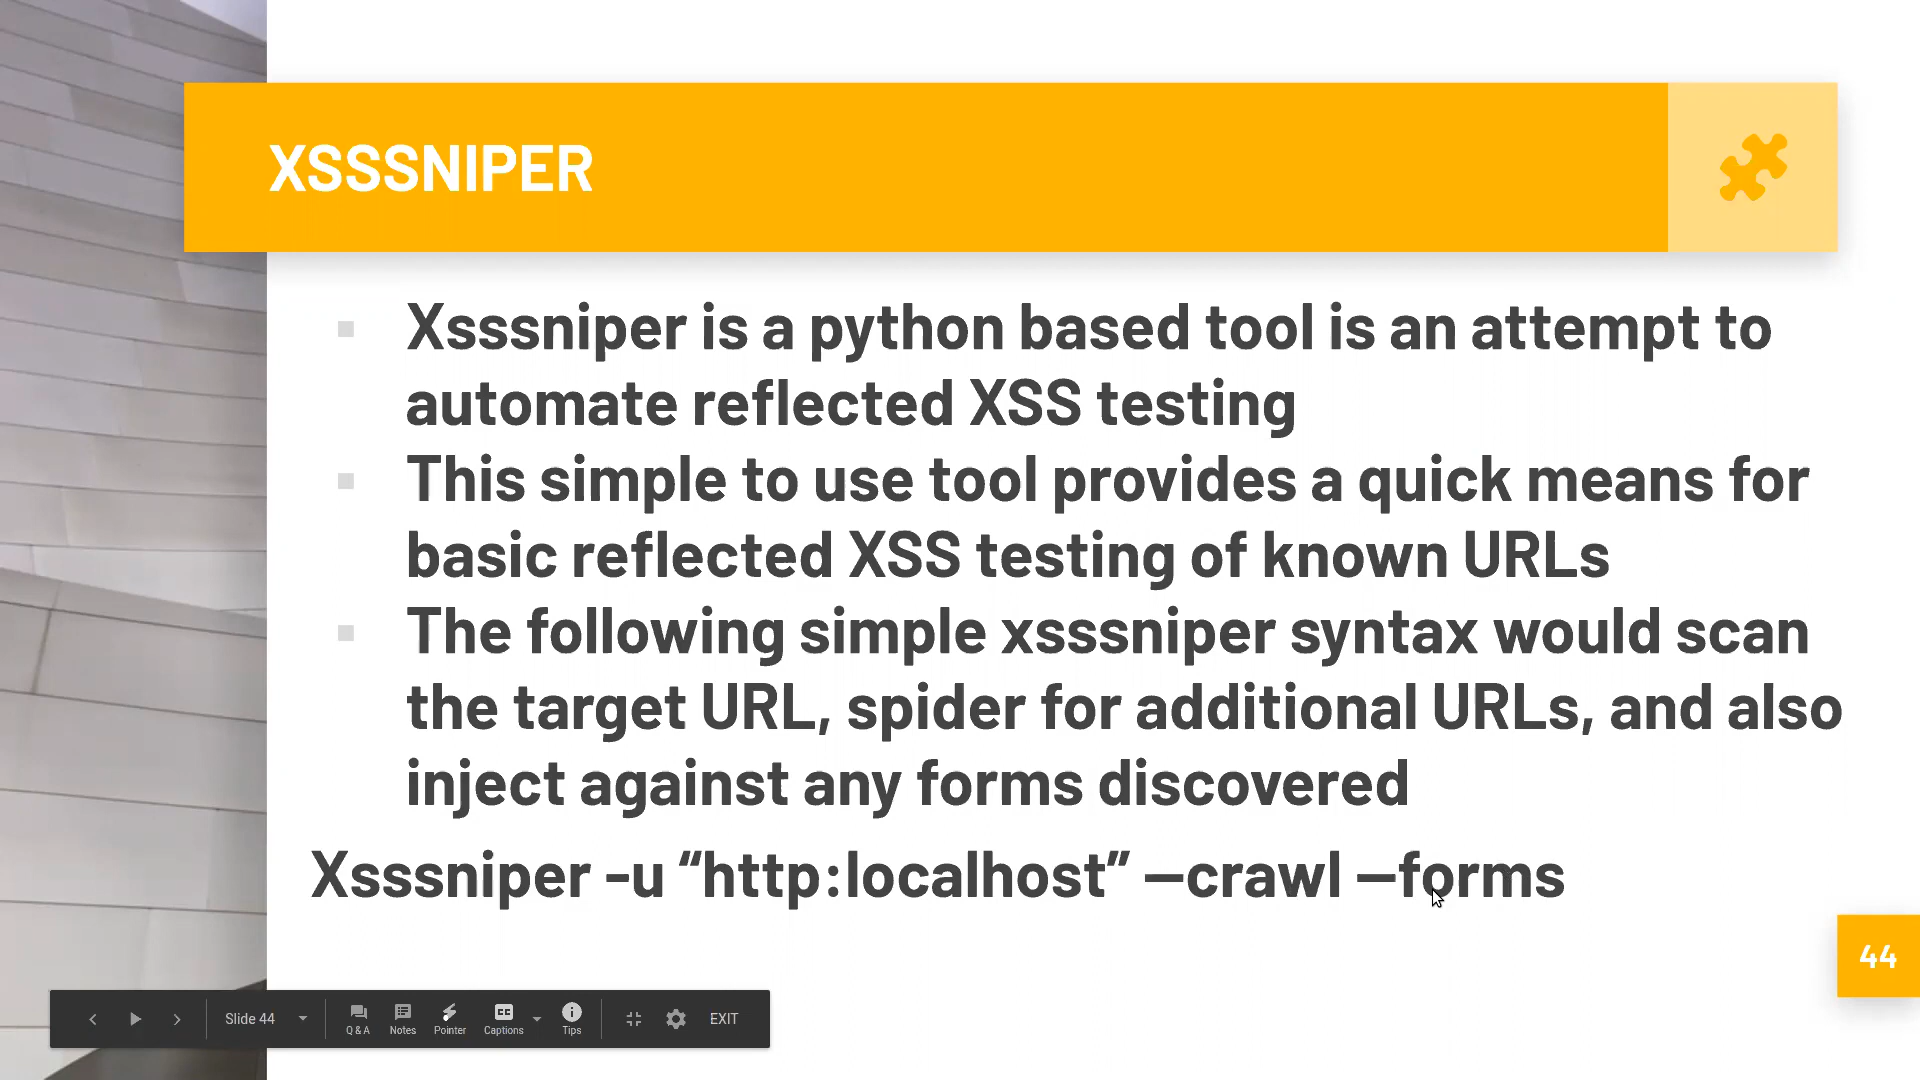 XSSSNIPER
Xsssniper is a python based tool is an attempt to
automate reflected XSS testing
This simple to use tool provides a quick means for
basic reflected XSS testing of known URLs
The following simple xsssniper syntax would scan
the target URL, spider for additional URLs, and also
inject against any forms discovered
Xsssniper -u “http:localhost” —crawl —forms
44
Slide 44
Q & A
Notes
Pointer
Captions
Tips
EXIT